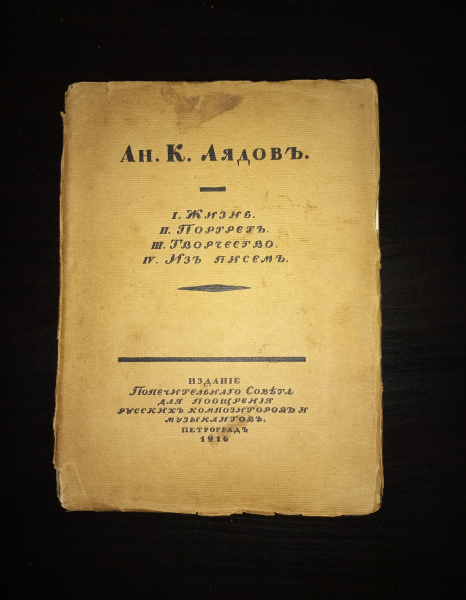 Ан. К. Лядовъ.
I. Жизнь.
II. Портретъ.
III. Творчество.
IV. Изъ писемъ.
ИЗДАНІЕ
Попечительнаго Совѣта
для поощренія
русскихъ композиторовъ и
музыкантовъ.
ПЕТРОГРАДЪ
1916